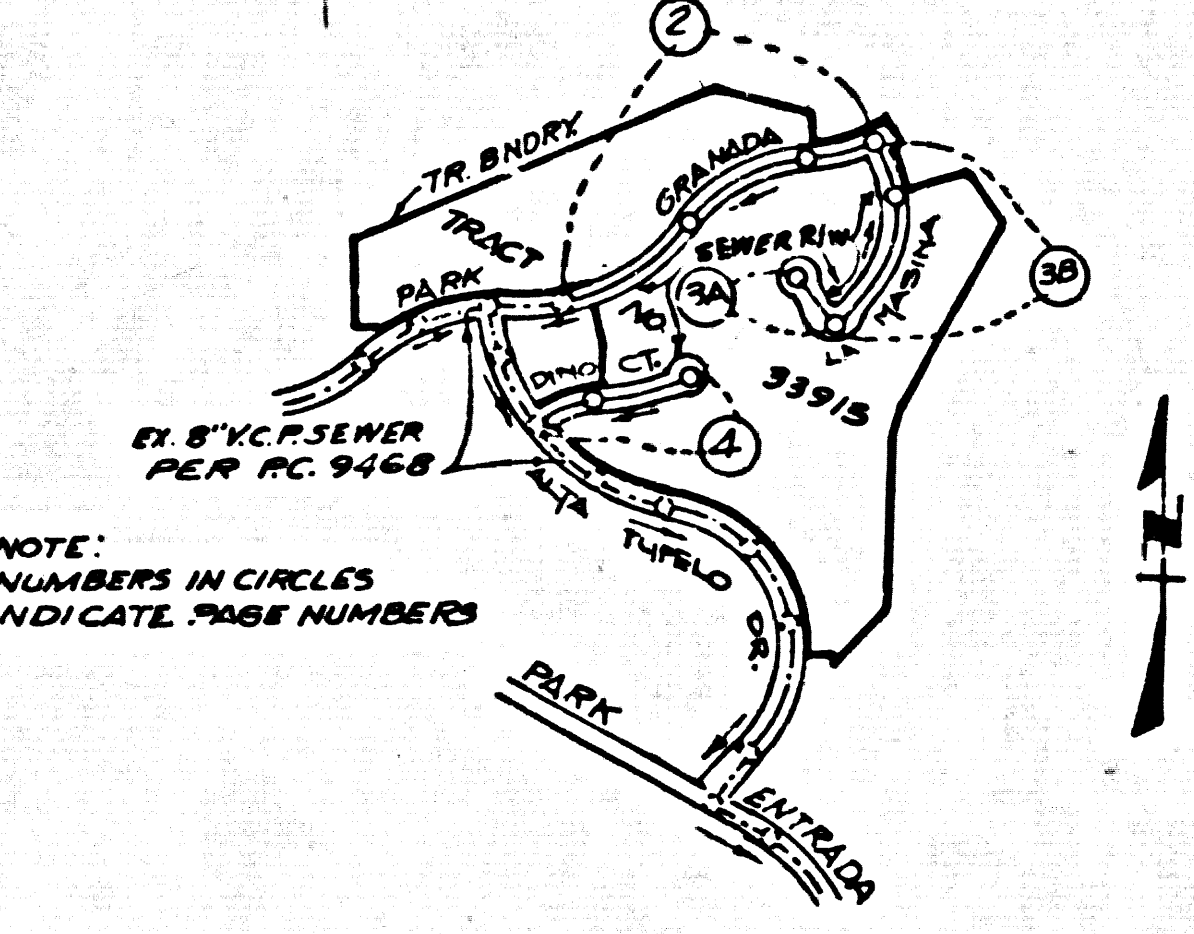 2
TR. BNDRY.
GRANADA
TRACT
PARK
SEWER R/W
3A
3B
LA
MASINA
NO
DINO CT.
33915
4
EX. 8" V.C.P. SEWER
PER P.C. 9468
ALTA
TUPELO
DR.
NOTE:
NUMBERS IN CIRCLES
INDICATE PAGE NUMBERS
N
PARK
ENTRADA